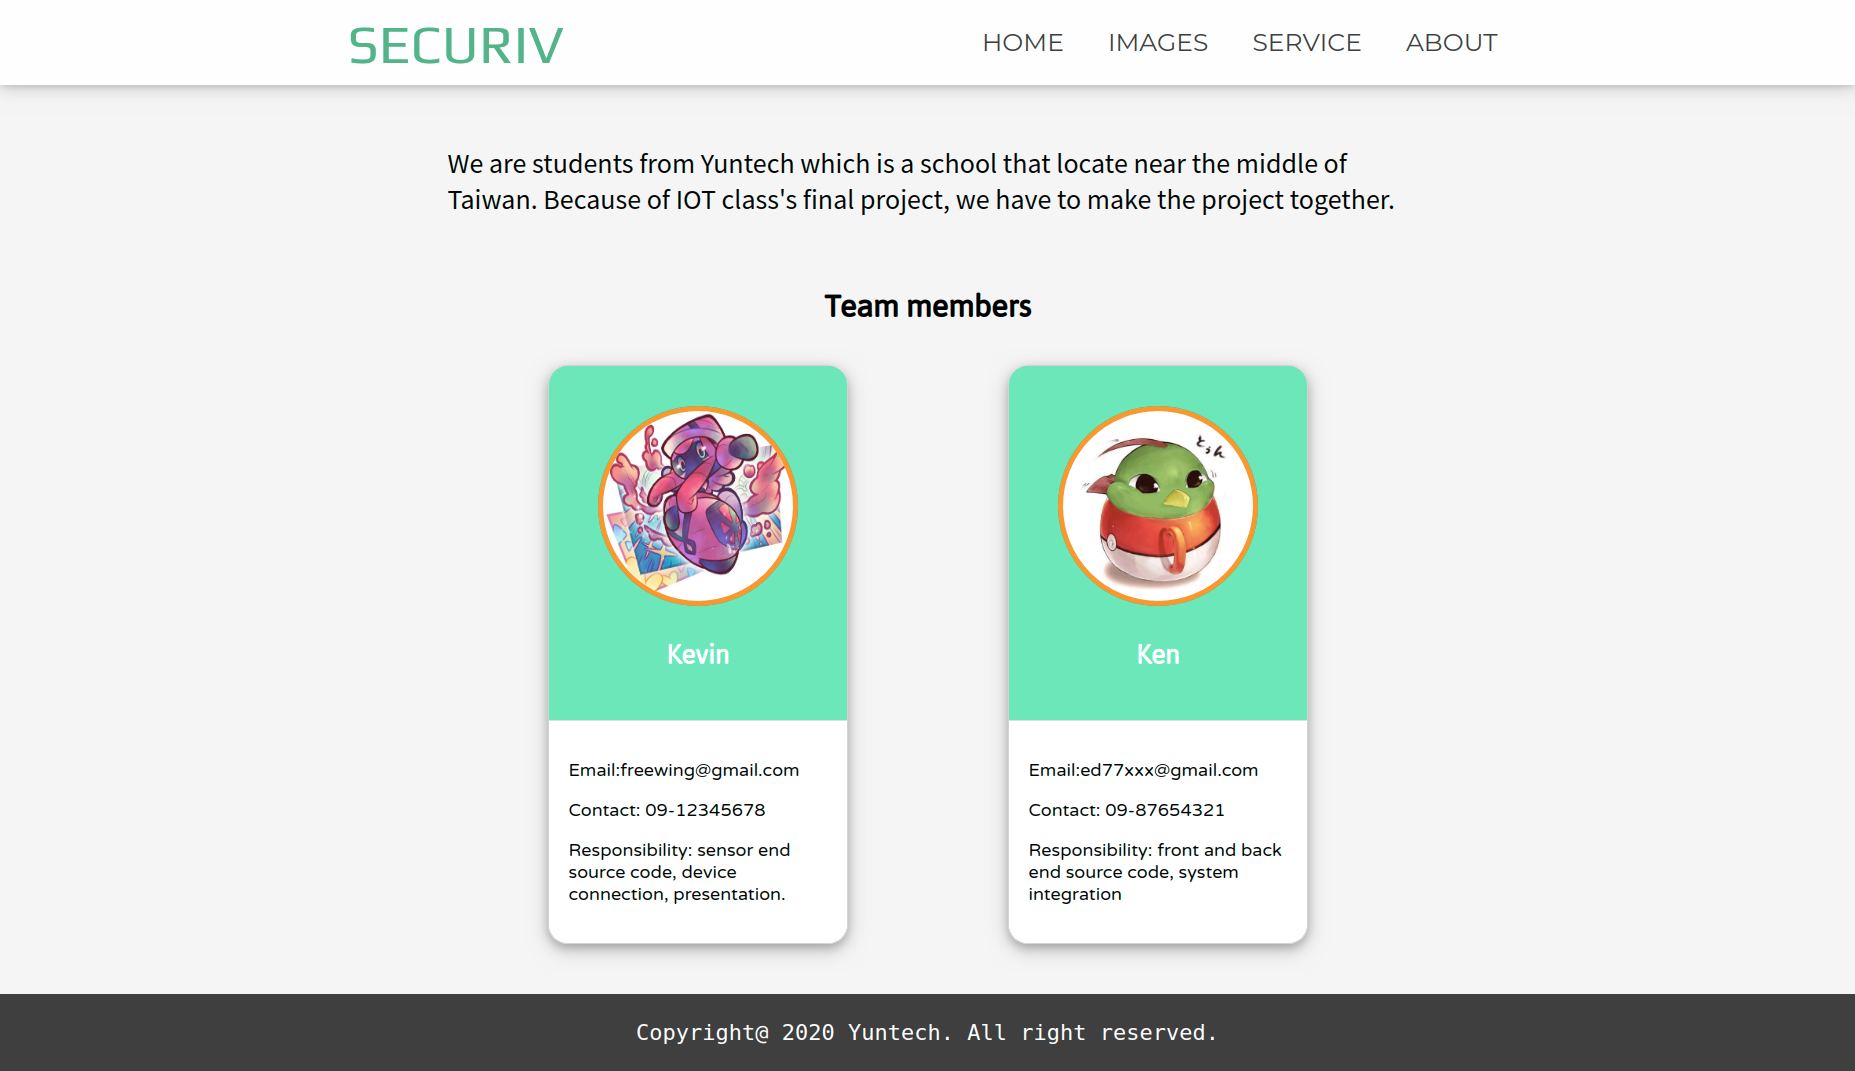 SECURIV
HOME IMAGES SERVICE ABOUT
We are students from Yuntech which is a school that locate near the middle of
Taiwan. Because of IOT class's final project, we have to make the project together.
Team members
Kevin
Email:freewing@gmail.com
Contact: 09-12345678
Responsibility: sensor end
source code, device
connection, presentation.
とぅん
Ken
Email:ed77xxx@gmail.com
Contact: 09-87654321
Responsibility: front and back
end source code, system
integration
Copyright@ 2020 Yuntech. All right reserved.